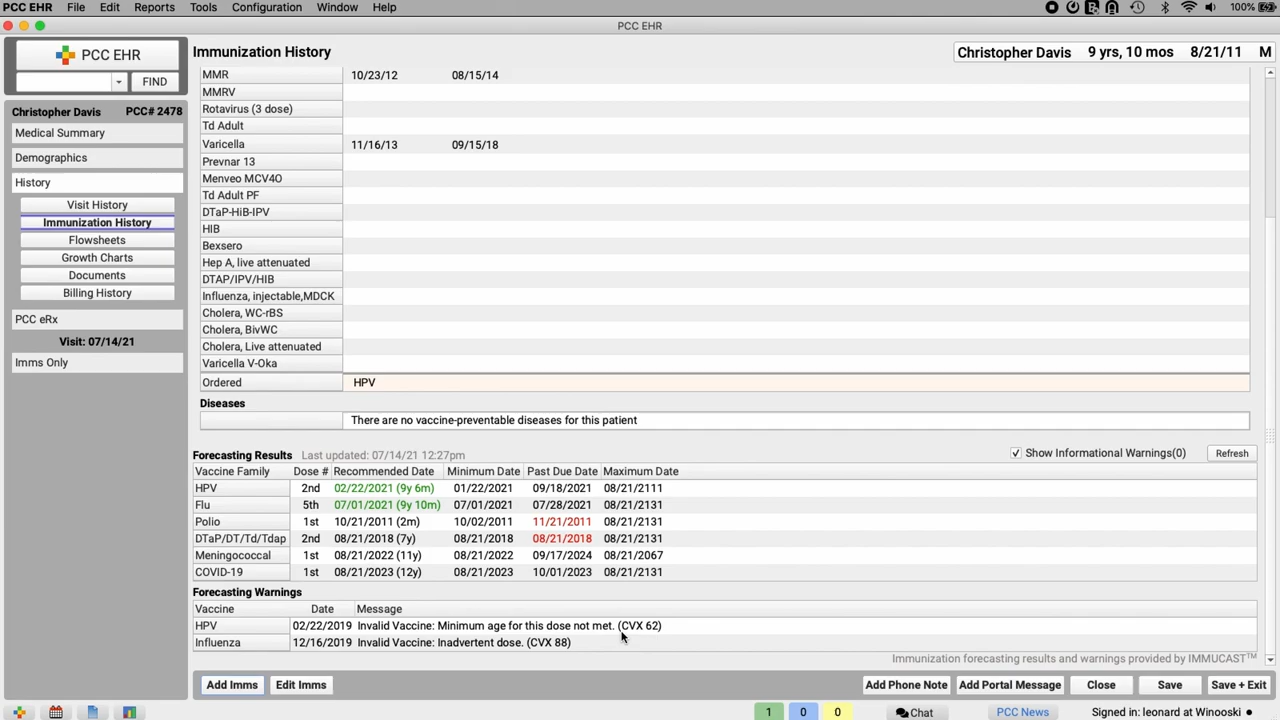 PCC EHR File Edit Reports Tools Configuration Window Help 100%
PCC EHR
PCC EHR
FIND
Immunization History
Christopher Davis 9 yrs, 10 mos 8/21/11 M
Christopher Davis PCC# 2478
Medical Summary
Demographics
History
Visit History
Immunization History
Flowsheets
Growth Charts
Documents
Billing History
PCC eRx
Visit: 07/14/21
Imms Only
MMR 10/23/12 08/15/14
MMRV
Rotavirus (3 dose)
Td Adult
Varicella 11/16/13 09/15/18
Prevnar 13
Menveo MCV4O
Td Adult PF
DTaP-HiB-IPV
HIB
Bexsero
Hep A, live attenuated
DTAP/IPV/HIB
Influenza, injectable,MDCK
Cholera, WC-rBS
Cholera, BivWC
Cholera, Live attenuated
Varicella V-Oka
Ordered HPV
Diseases
There are no vaccine-preventable diseases for this patient
Forecasting Results Last updated: 07/14/21 12:27pm Show Informational Warnings(0) Refresh
Vaccine Family Dose # Recommended Date Minimum Date Past Due Date Maximum Date
HPV 2nd 02/22/2021 (9y 6m) 01/22/2021 09/18/2021 08/21/2111
Flu 5th 07/01/2021 (9y 10m) 07/01/2021 07/28/2021 08/21/2131
Polio 1st 10/21/2011 (2m) 10/02/2011 11/21/2011 08/21/2131
DTaP/DT/Td/Tdap 2nd 08/21/2018 (7y) 08/21/2018 08/21/2018 08/21/2131
Meningococcal 1st 08/21/2022 (11y) 08/21/2022 09/17/2024 08/21/2067
COVID-19 1st 08/21/2023 (12y) 08/21/2023 10/01/2023 08/21/2131
Forecasting Warnings
Vaccine Date Message
HPV 02/22/2019 Invalid Vaccine: Minimum age for this dose not met. (CVX 62)
Influenza 12/16/2019 Invalid Vaccine: Inadvertent dose. (CVX 88)
Immunization forecasting results and warnings provided by IMMUCAST™
Add Imms Edit Imms Add Phone Note Add Portal Message Close Save Save + Exit
1 0 0 Chat PCC News Signed in: leonard at Winooski